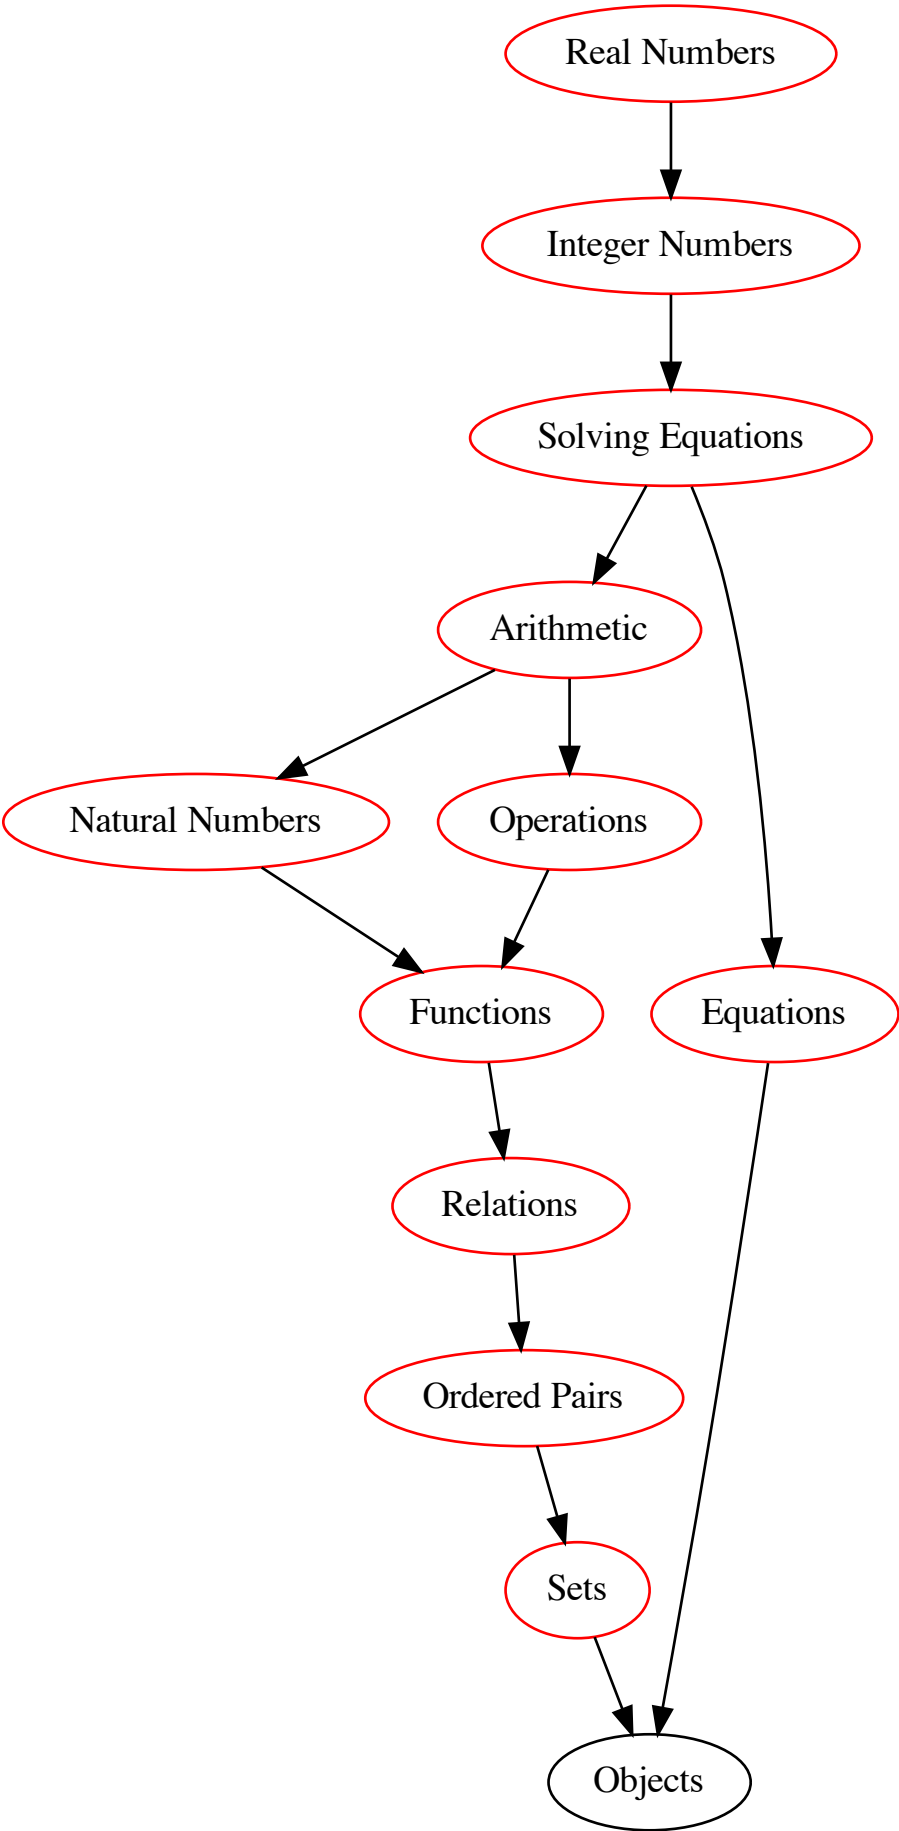 Real Numbers
Integer Numbers
Solving Equations
Arithmetic
Natural Numbers
Operations
Functions
Equations
Relations
Ordered Pairs
Sets
Objects